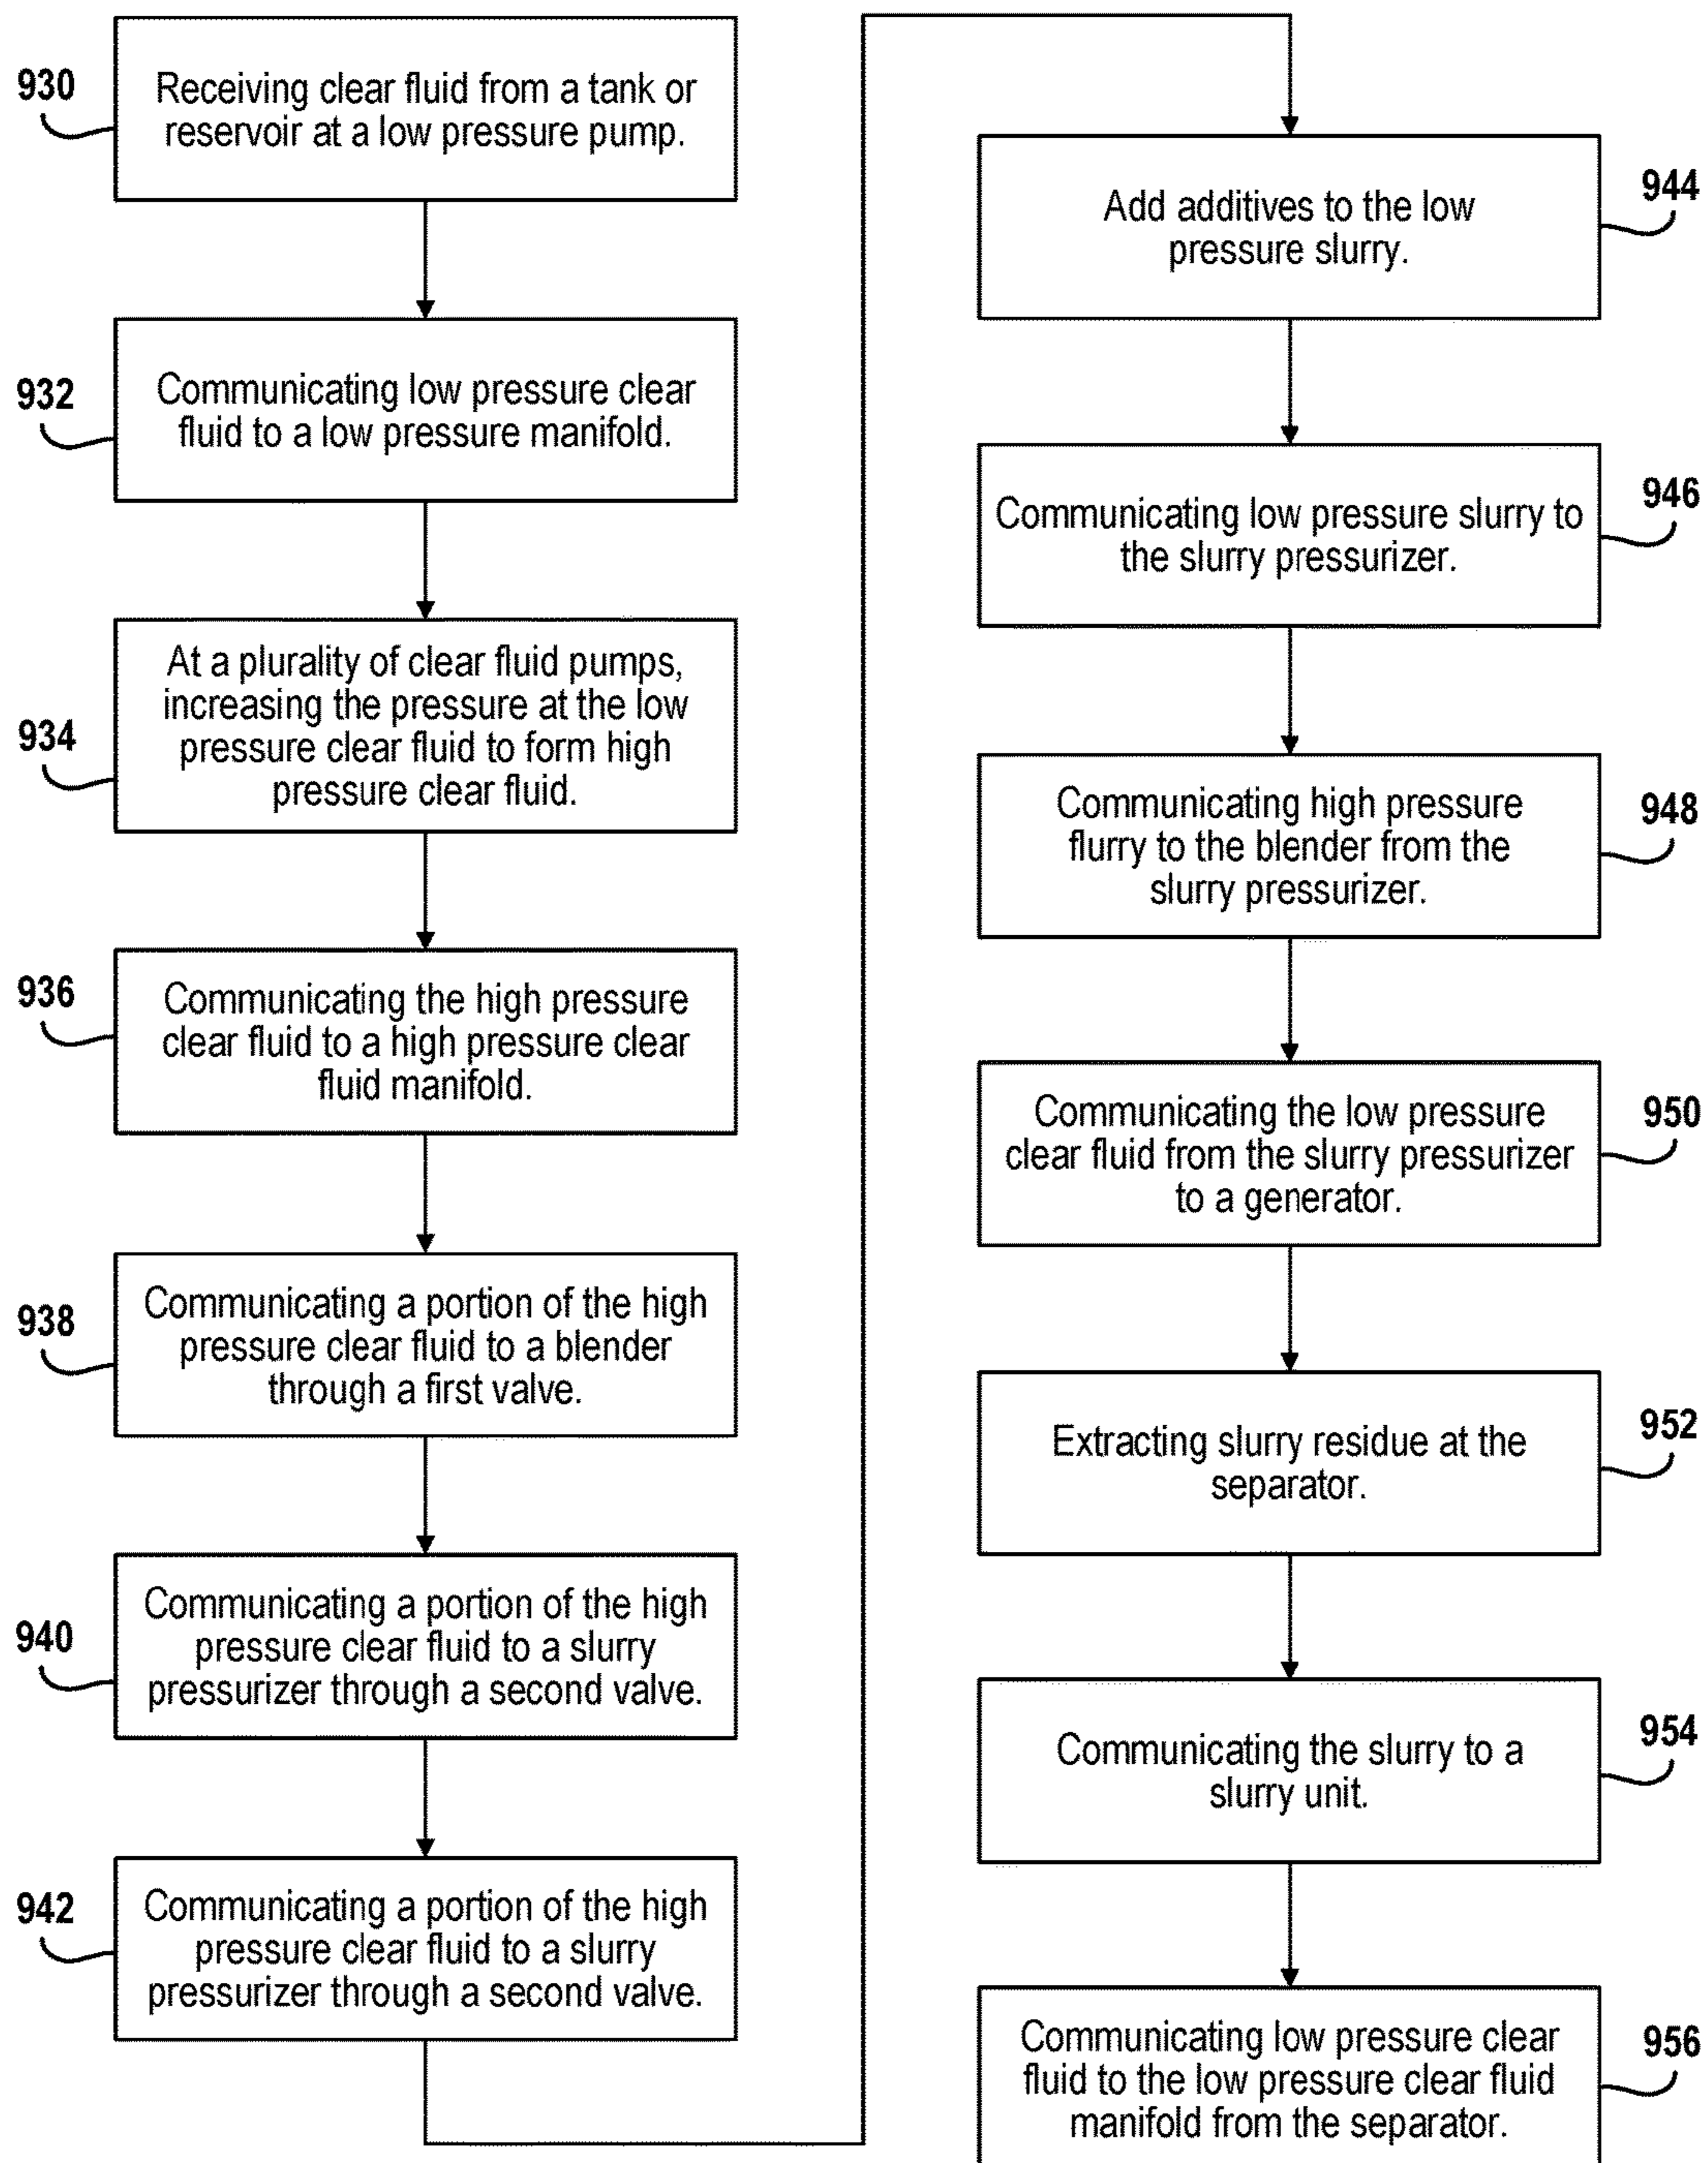 930
Receiving clear fluid from a tank or
reservoir at a low pressure pump.
932
Communicating low pressure clear
fluid to a low pressure manifold.
934
At a plurality of clear fluid pumps,
increasing the pressure at the low
pressure clear fluid to form high
pressure clear fluid.
936
Communicating the high pressure
clear fluid to a high pressure clear
fluid manifold.
938
Communicating a portion of the high
pressure clear fluid to a blender
through a first valve.
940
Communicating a portion of the high
pressure clear fluid to a slurry
pressurizer through a second valve.
942
Communicating a portion of the high
pressure clear fluid to a slurry
pressurizer through a second valve.
944
Add additives to the low
pressure slurry.
946
Communicating low pressure slurry to
the slurry pressurizer.
948
Communicating high pressure
flurry to the blender from the
slurry pressurizer.
950
Communicating the low pressure
clear fluid from the slurry pressurizer
to a generator.
952
Extracting slurry residue at the
separator.
954
Communicating the slurry to a
slurry unit.
956
Communicating low pressure clear
fluid to the low pressure clear fluid
manifold from the separator.